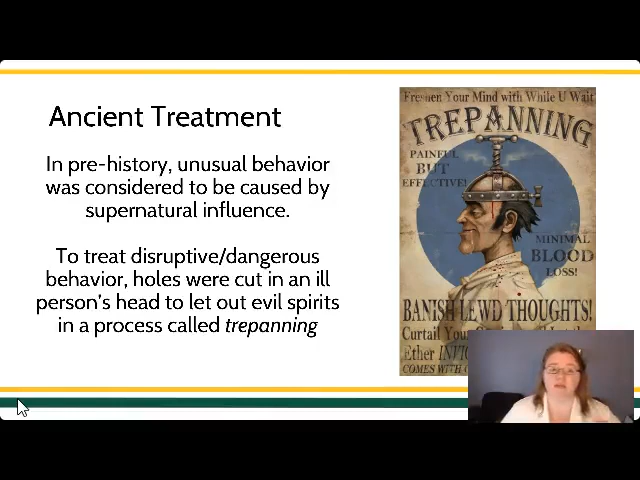 Ancient Treatment
In pre-history, unusual behavior
was considered to be caused by
supernatural influence.
To treat disruptive/dangerous
behavior, holes were cut in an ill
person's head to let out evil spirits
in a process called trepanning
Freshen Your Mind with While U Wait
TREPANNING
PAINFUL
BUT
EFFECTIVE!
MINIMAL
BLOOD
LOSS!
BANISH LEWD THOUGHTS!
Curtail Your
Ether
COMES WITH